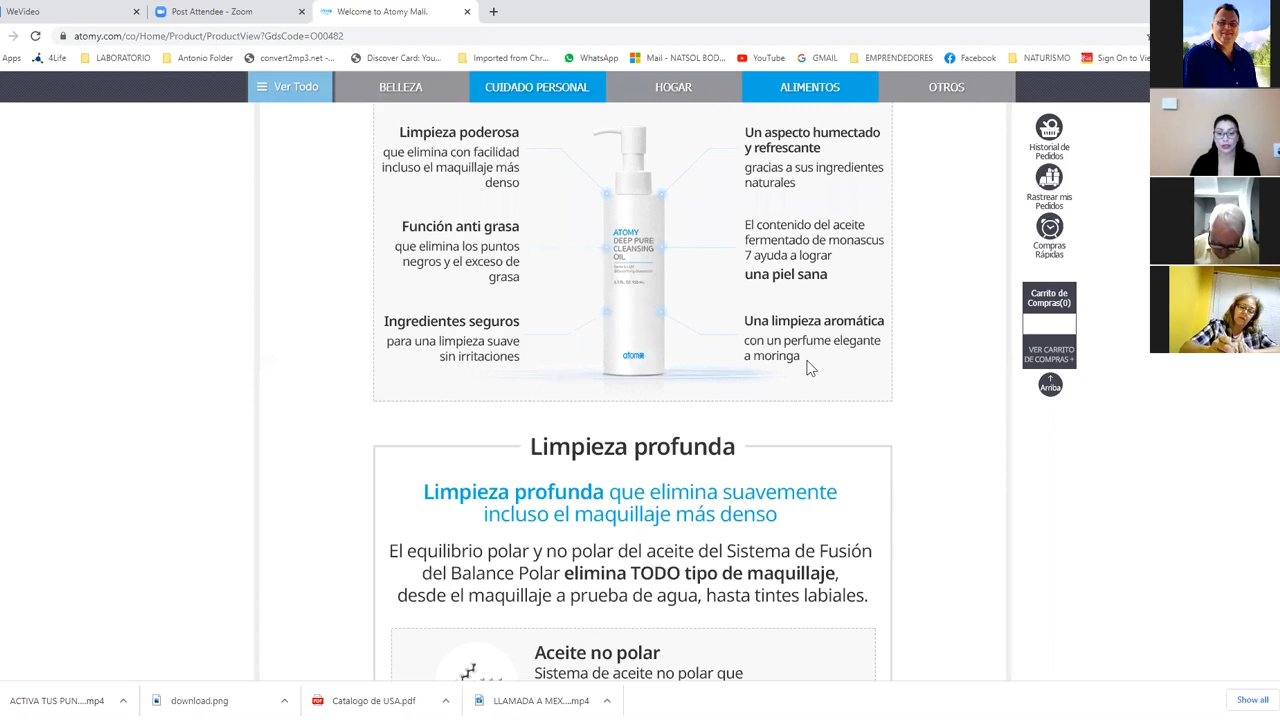 WeVideo
Post Attendee - Zoom
Welcome to Atomy Mall.
atomy.com/co/Home/Product/ProductView?GdsCode=O00482
Apps
4Life
LABORATORIO
Antonio Folder
convert2mp3.net -...
Discover Card: You...
Imported from Chr...
WhatsApp
Mail - NATSOL BOD...
YouTube
GMAIL
EMPRENDEDORES
Facebook
NATURISMO
Sign On to Vie
Ver Todo
BELLEZA
CUIDADO PERSONAL
HOGAR
ALIMENTOS
OTROS
Limpieza poderosa
que elimina con facilidad
incluso el maquillaje más
denso
Función anti grasa
que elimina los puntos
negros y el exceso de
grasa
Ingredientes seguros
para una limpieza suave
sin irritaciones
ATOMY
DEEP PURE
CLEANSING
OIL
atomy
Un aspecto humectado
y refrescante
gracias a sus ingredientes
naturales
El contenido del aceite
fermentado de monascus
7 ayuda a lograr
una piel sana
Una limpieza aromática
con un perfume elegante
a moringa
Historial de
Pedidos
Rastrear mis
Pedidos
Compras
Rápidas
Carrito de
Compras(0)
VER CARRITO
DE COMPRAS +
Arriba
Limpieza profunda
Limpieza profunda que elimina suavemente
incluso el maquillaje más denso
El equilibrio polar y no polar del aceite del Sistema de Fusión
del Balance Polar elimina TODO tipo de maquillaje,
desde el maquillaje a prueba de agua, hasta tintes labiales.
Aceite no polar
Sistema de aceite no polar que
ACTIVA TUS PUN....mp4
download.png
Catalogo de USA.pdf
LLAMADA A MEX....mp4
Show all